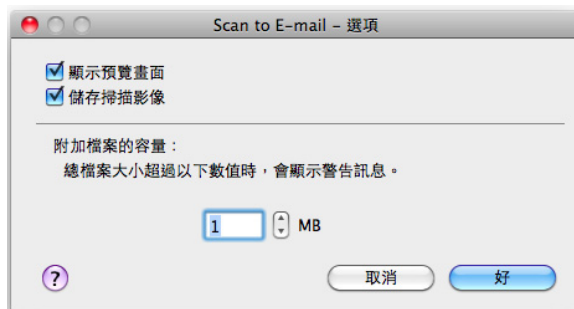 Scan to E-mail – 選項
顯示預覽畫面
儲存掃描影像
附加檔案的容量：
總檔案大小超過以下數值時，會顯示警告訊息。
1 MB
? 取消 好